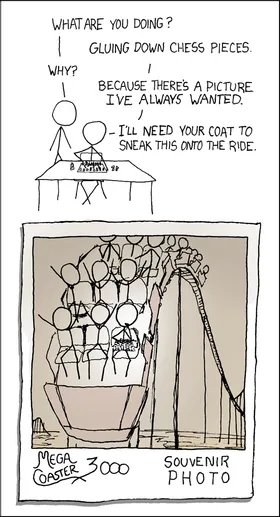 WHAT ARE YOU DOING?
GLUING DOWN CHESS PIECES.
WHY?
BECAUSE THERE'S A PICTURE
I'VE ALWAYS WANTED.
I'LL NEED YOUR COAT TO
SNEAK THIS ONTO THE RIDE.
MEGA
COASTER 3000
SOUVENIR
PHOTO